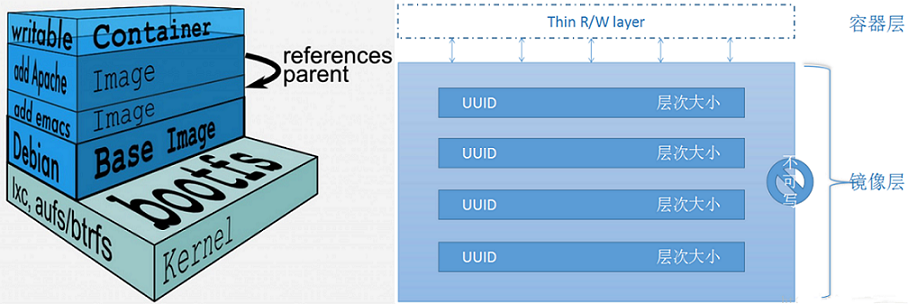 writable Container
add Apache Image
references
parent
add emacs Image
Debian Base Image
bootfs
lxc, aufs/btrfs
Kernel
Thin R/W layer
容器层
UUID 层次大小
UUID 层次大小
UUID 层次大小
UUID 层次大小
不可写
镜像层